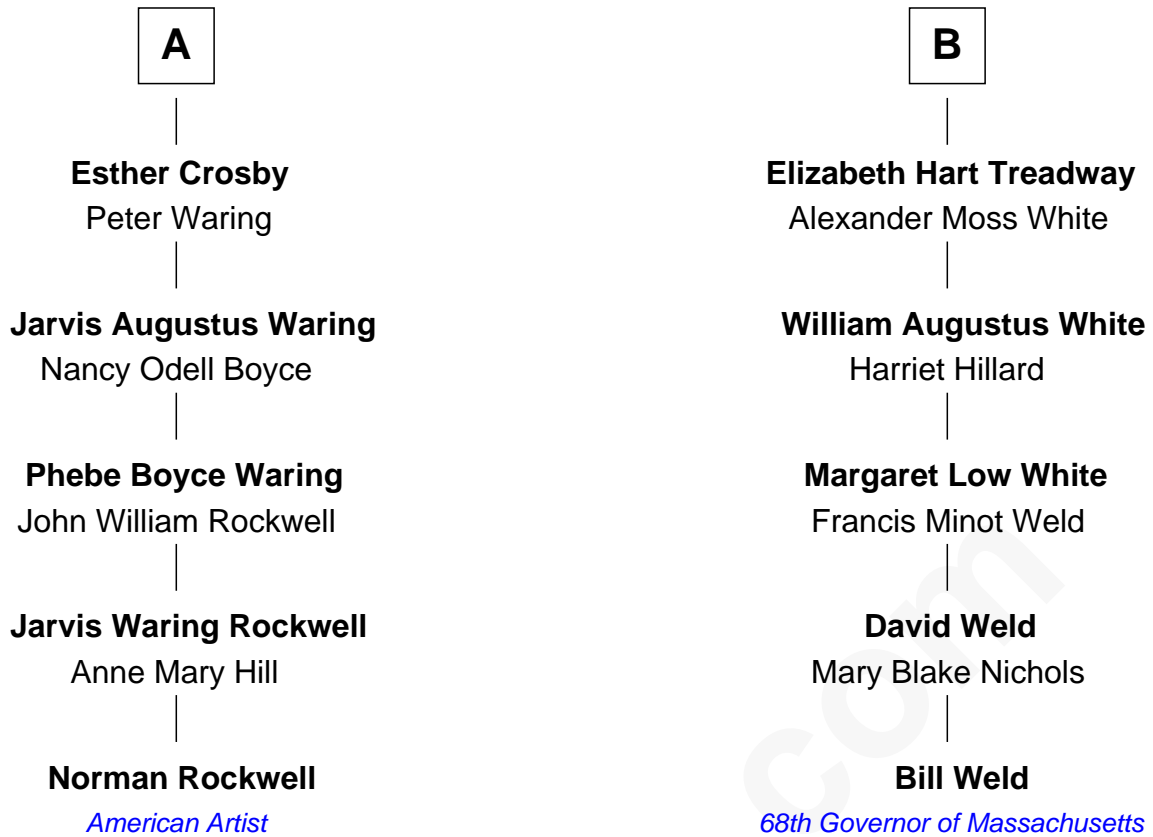 A
Esther Crosby
Peter Waring
Jarvis Augustus Waring
Nancy Odell Boyce
Phebe Boyce Waring
John William Rockwell
Jarvis Waring Rockwell
Anne Mary Hill
Norman Rockwell
American Artist
B
Elizabeth Hart Treadway
Alexander Moss White
William Augustus White
Harriet Hillard
Margaret Low White
Francis Minot Weld
David Weld
Mary Blake Nichols
Bill Weld
68th Governor of Massachusetts
com